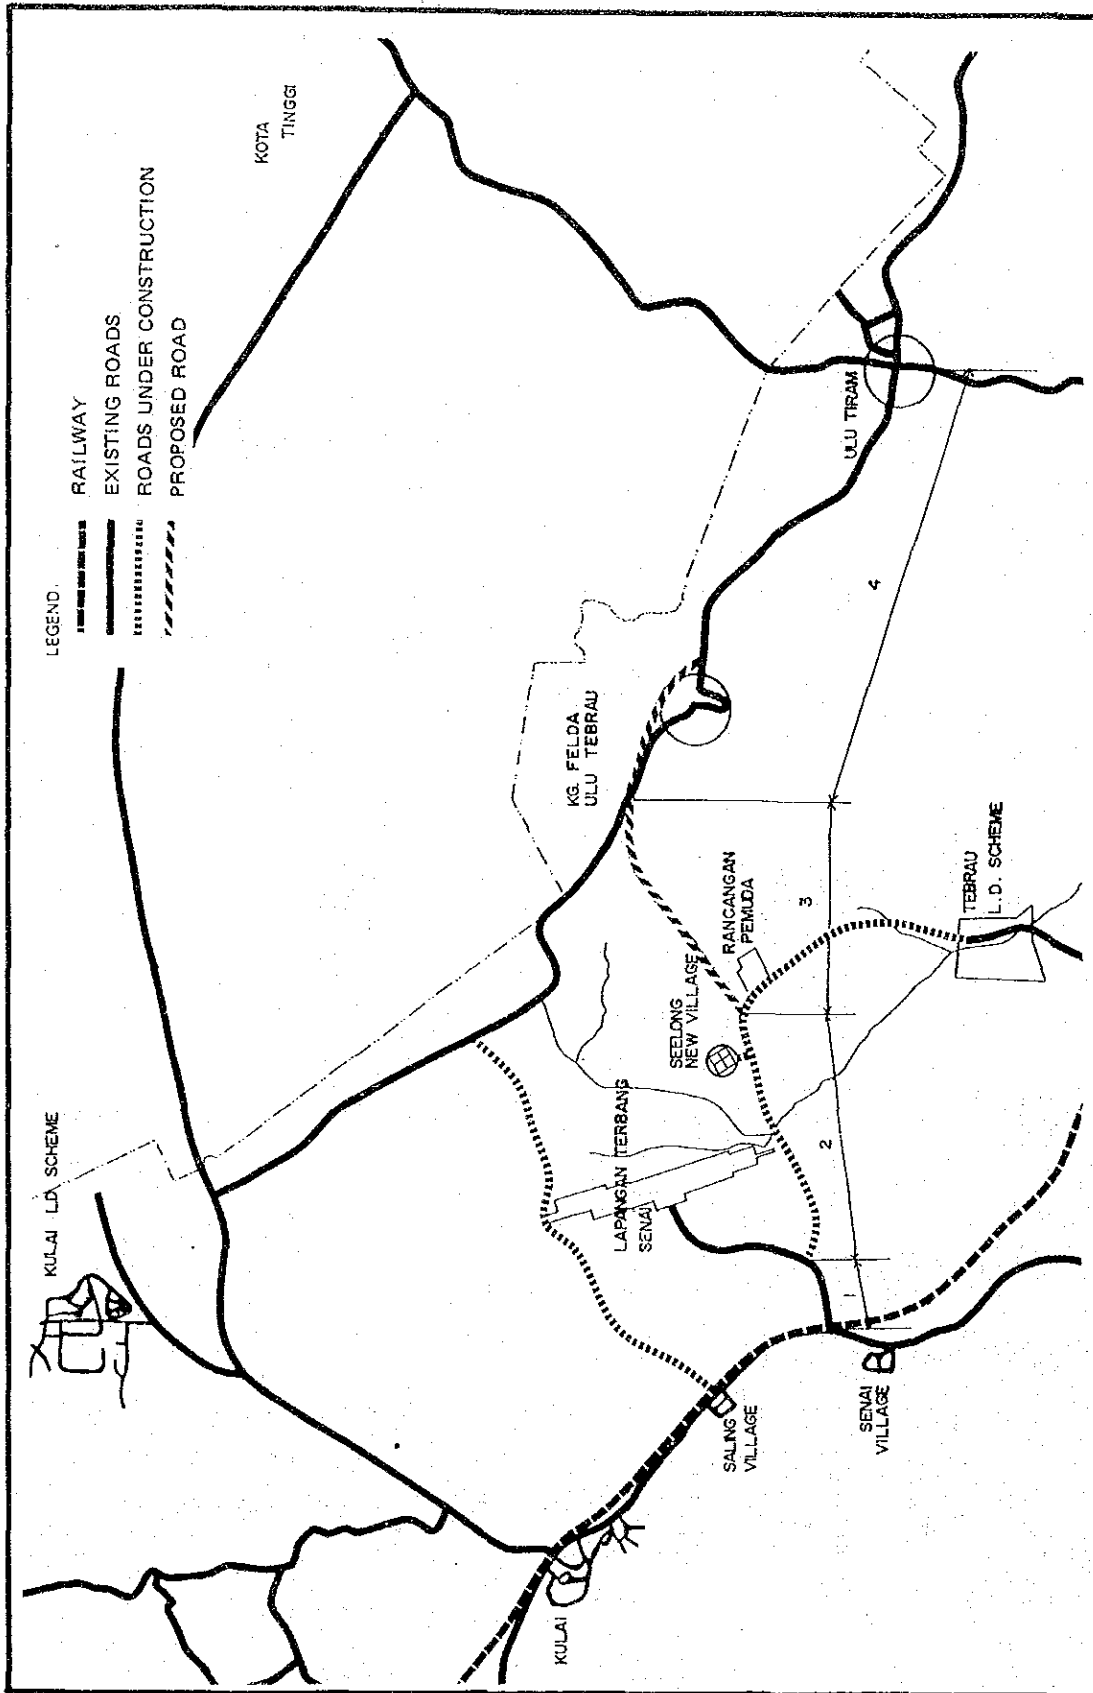 LEGEND.
RAILWAY
EXISTING ROADS
ROADS UNDER CONSTRUCTION
PROPOSED ROAD
KOTA
TINGGI
KULAI L.D. SCHEME
KG. FELDA
ULU TEBRAU
ULU TIRAM
LAPANGAN TERBANG
SENAI
SEELONG
NEW VILLAGE
RANCANGAN
PEMUDA
TEBRAU
L.D. SCHEME
KULAI
SALING
VILLAGE
SENAI
VILLAGE
1
2
3
4